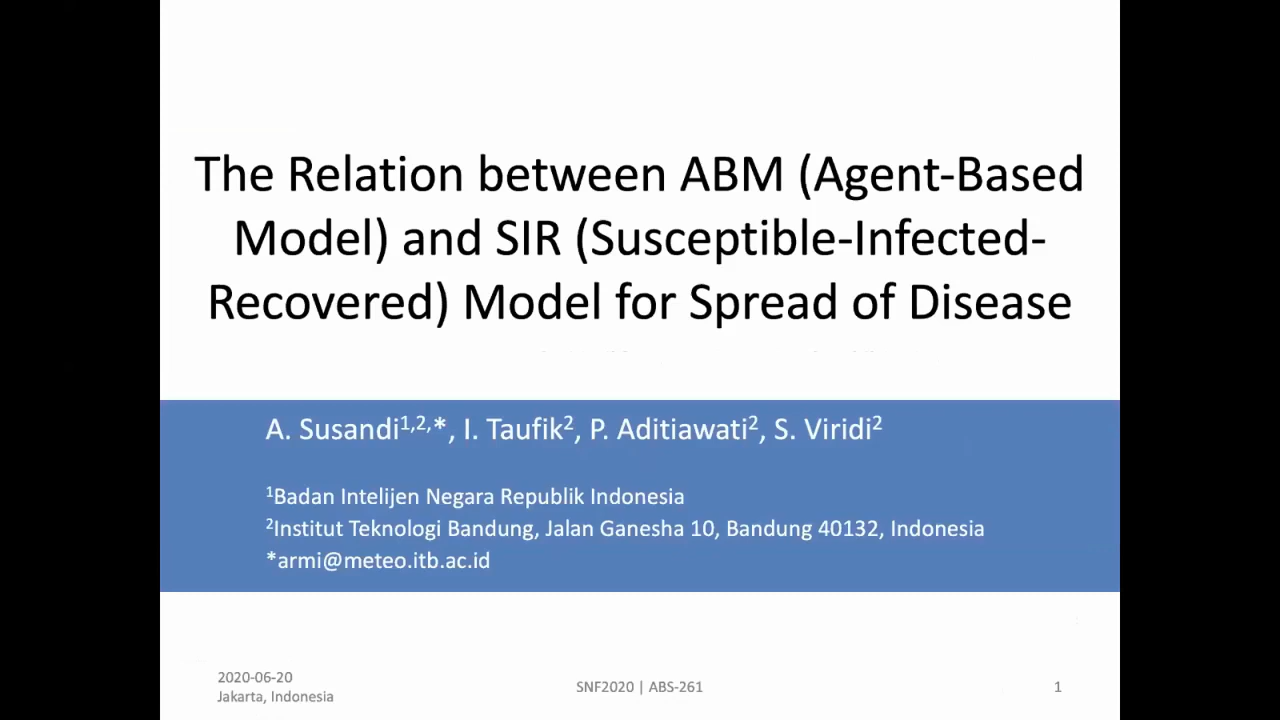 The Relation between ABM (Agent-Based
Model) and SIR (Susceptible-Infected-
Recovered) Model for Spread of Disease
A. Susandi1,2,*, I. Taufik2, P. Aditiawati2, S. Viridi2
1Badan Intelijen Negara Republik Indonesia
2Institut Teknologi Bandung, Jalan Ganesha 10, Bandung 40132, Indonesia
*armi@meteo.itb.ac.id
2020-06-20
Jakarta, Indonesia
SNF2020 | ABS-261
1